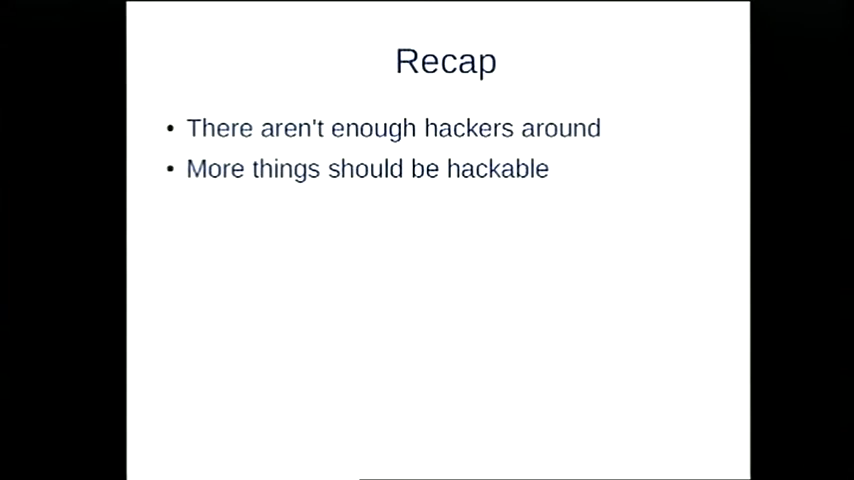 Recap
• There aren't enough hackers around
• More things should be hackable